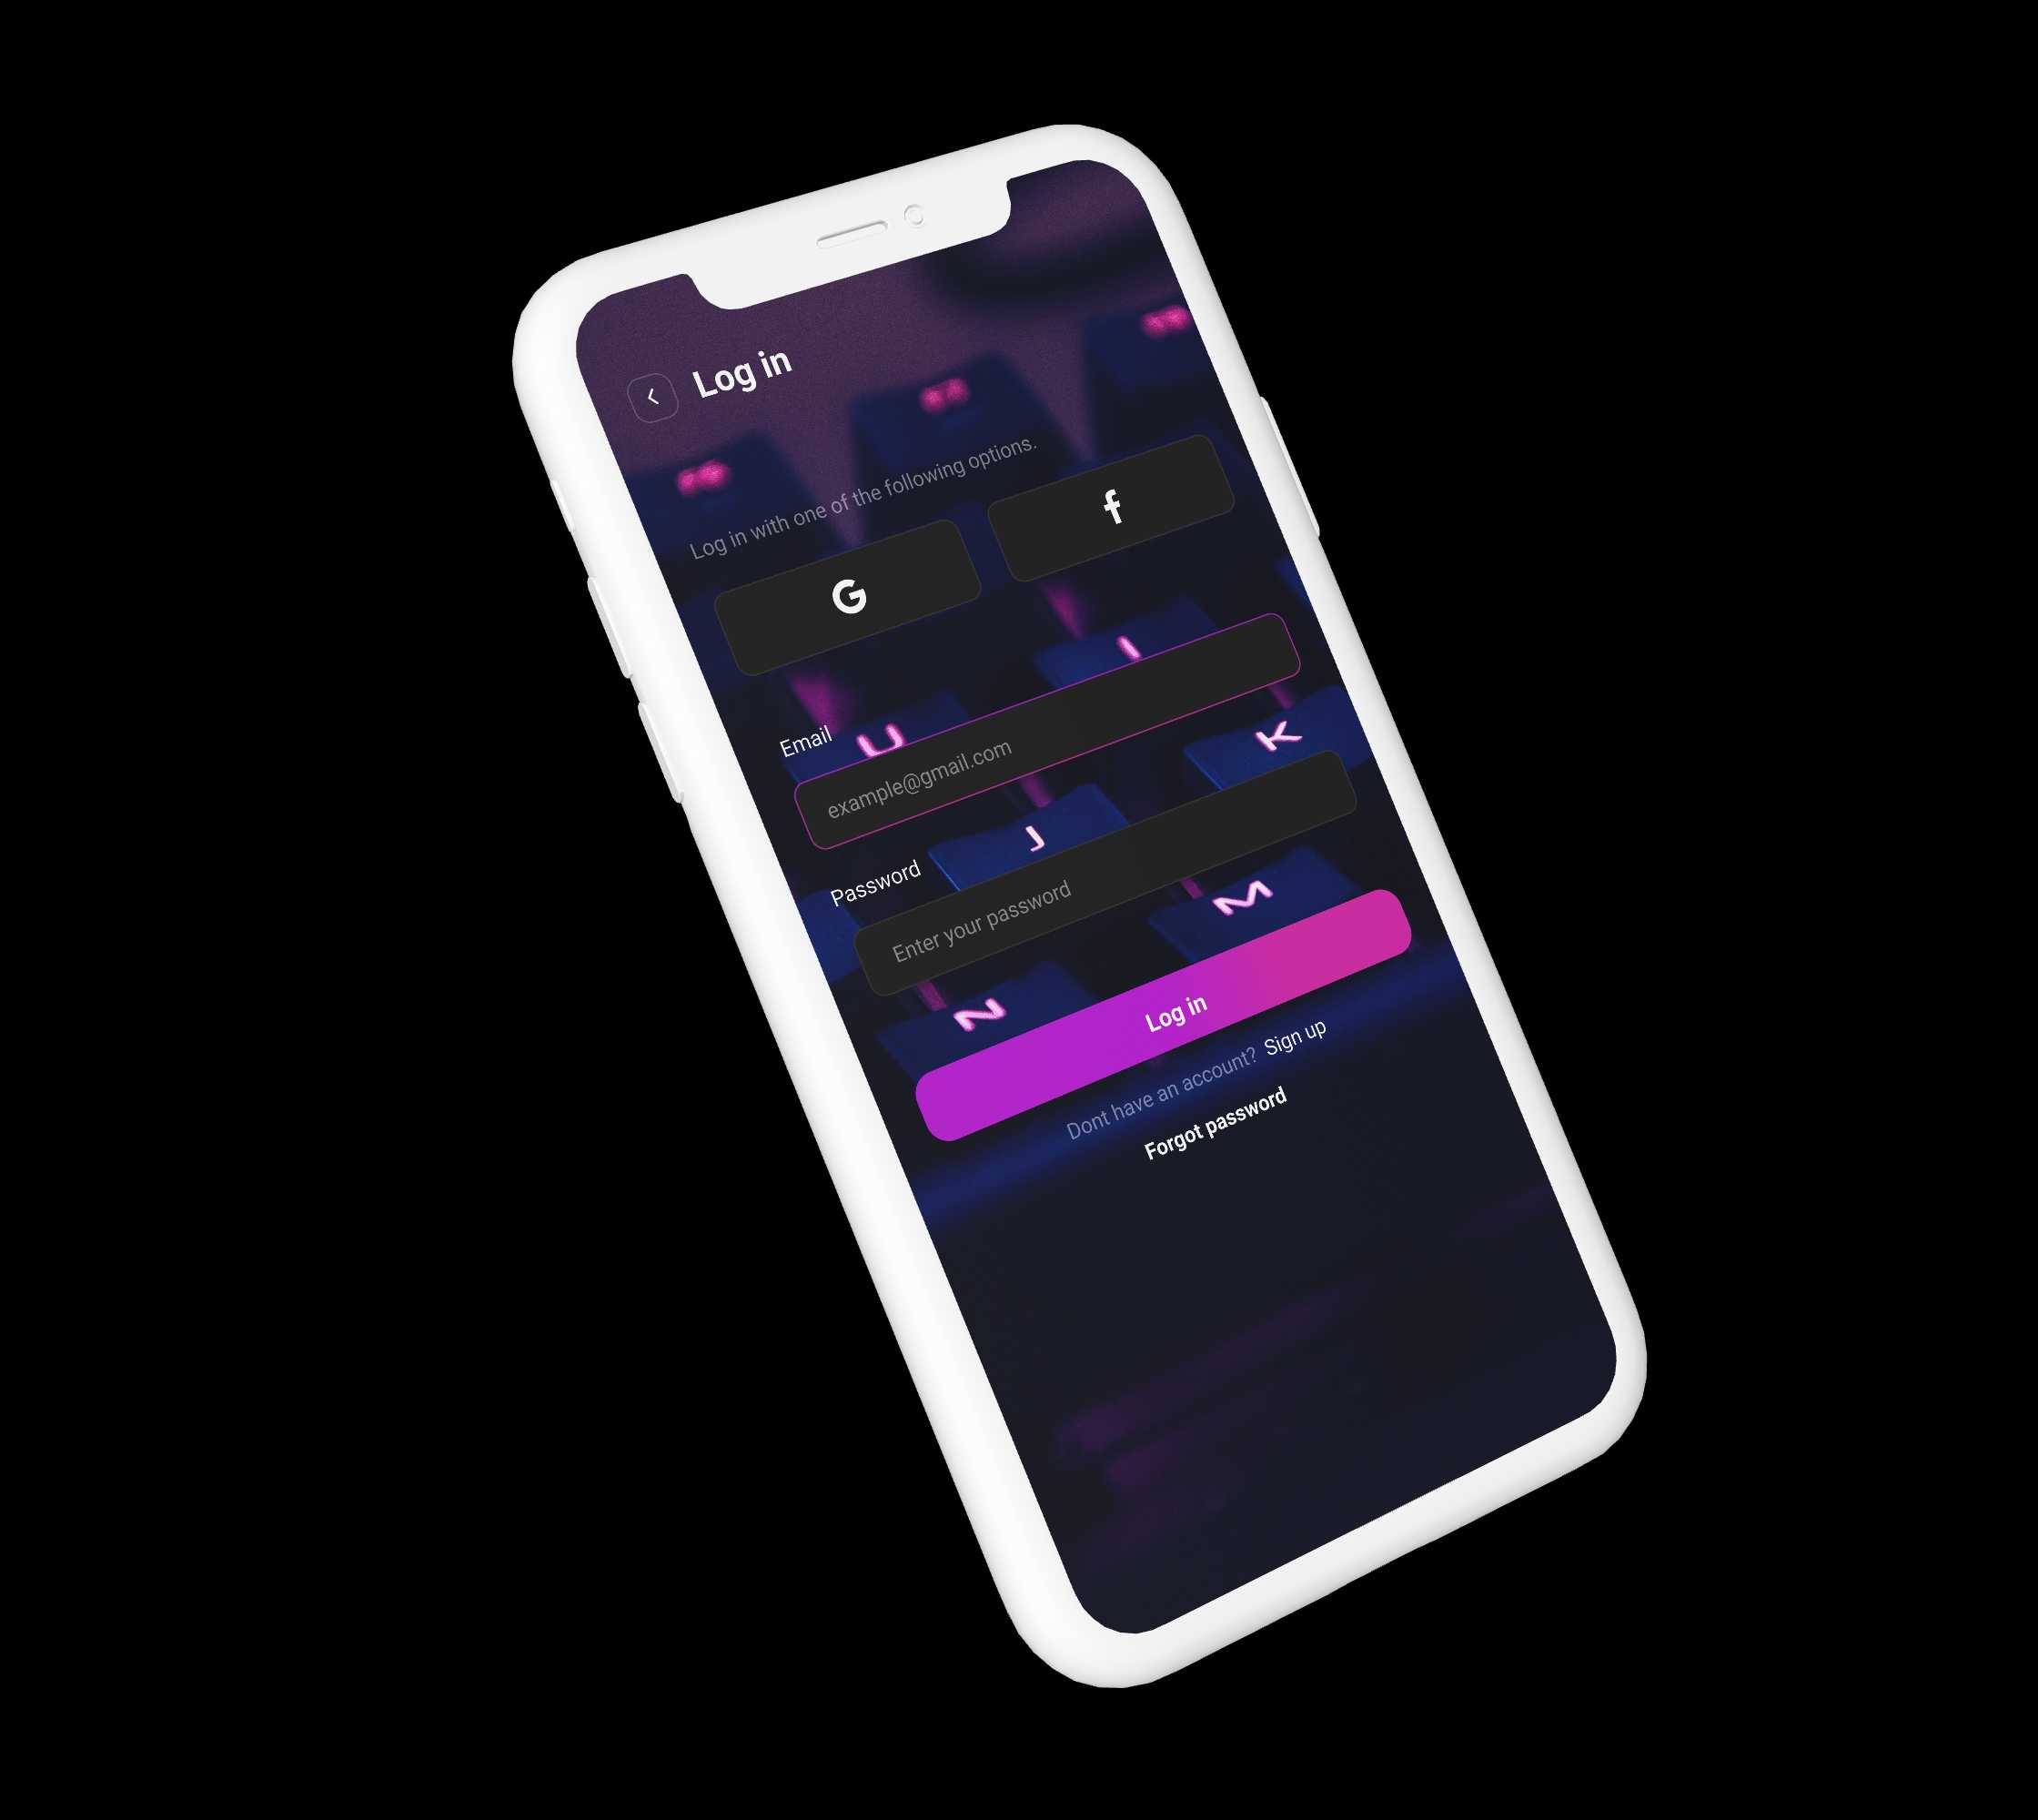 Log in
Log in with one of the following options.
G f
I
Email U
example@gmail.com
K
J
Password
Enter your password
M
N
Log in
Dont have an account? Sign up
Forgot password